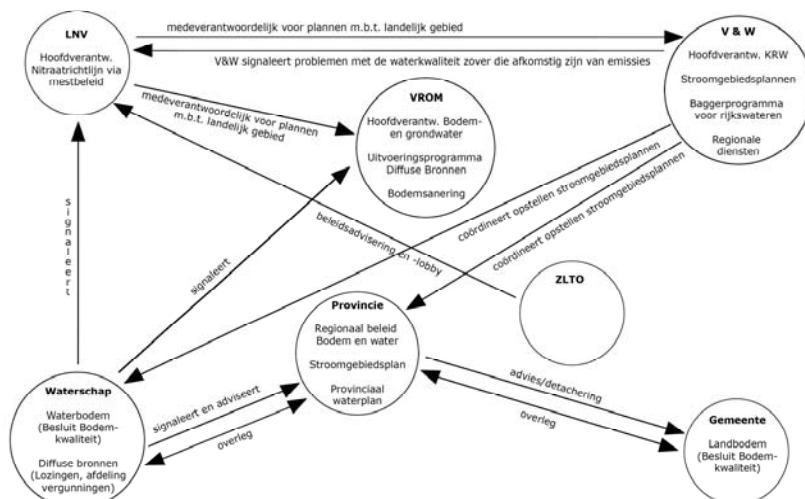 LNV
Hoofdverantw.
Nitraatrichtlijn via
mestbeleid
medeverantwoordelijk voor plannen m.b.t. landelijk gebied
V&W signaleert problemen met de waterkwaliteit zover die afkomstig zijn van emissies
V & W
Hoofdverantw. KRW
Stroomgebiedsplannen
Baggerprogramma
voor rijkswateren
Regionale
diensten
medeverantwoordelijk voor plannen
m.b.t. landelijk gebied
VROM
Hoofdverantw. Bodem-
en grondwater
Uitvoeringsprogramma
Diffuse Bronnen
Bodemsanering
signaleert
signaleert
beleidsadvisering en -lobby
coördineert opstellen stroomgebiedsplannen
coördineert opstellen stroomgebiedsplannen
ZLTO
Provincie
Regionaal beleid
Bodem en water
Stroomgebiedsplan
Provinciaal
waterplan
Waterschap
Waterbodem
(Besluit Bodem-
kwaliteit)
Diffuse bronnen
(Lozingen, afdeling
vergunningen)
signaleert en adviseert
overleg
advies/detachering
overleg
Gemeente
Landbodem
(Besluit Bodem-
kwaliteit)